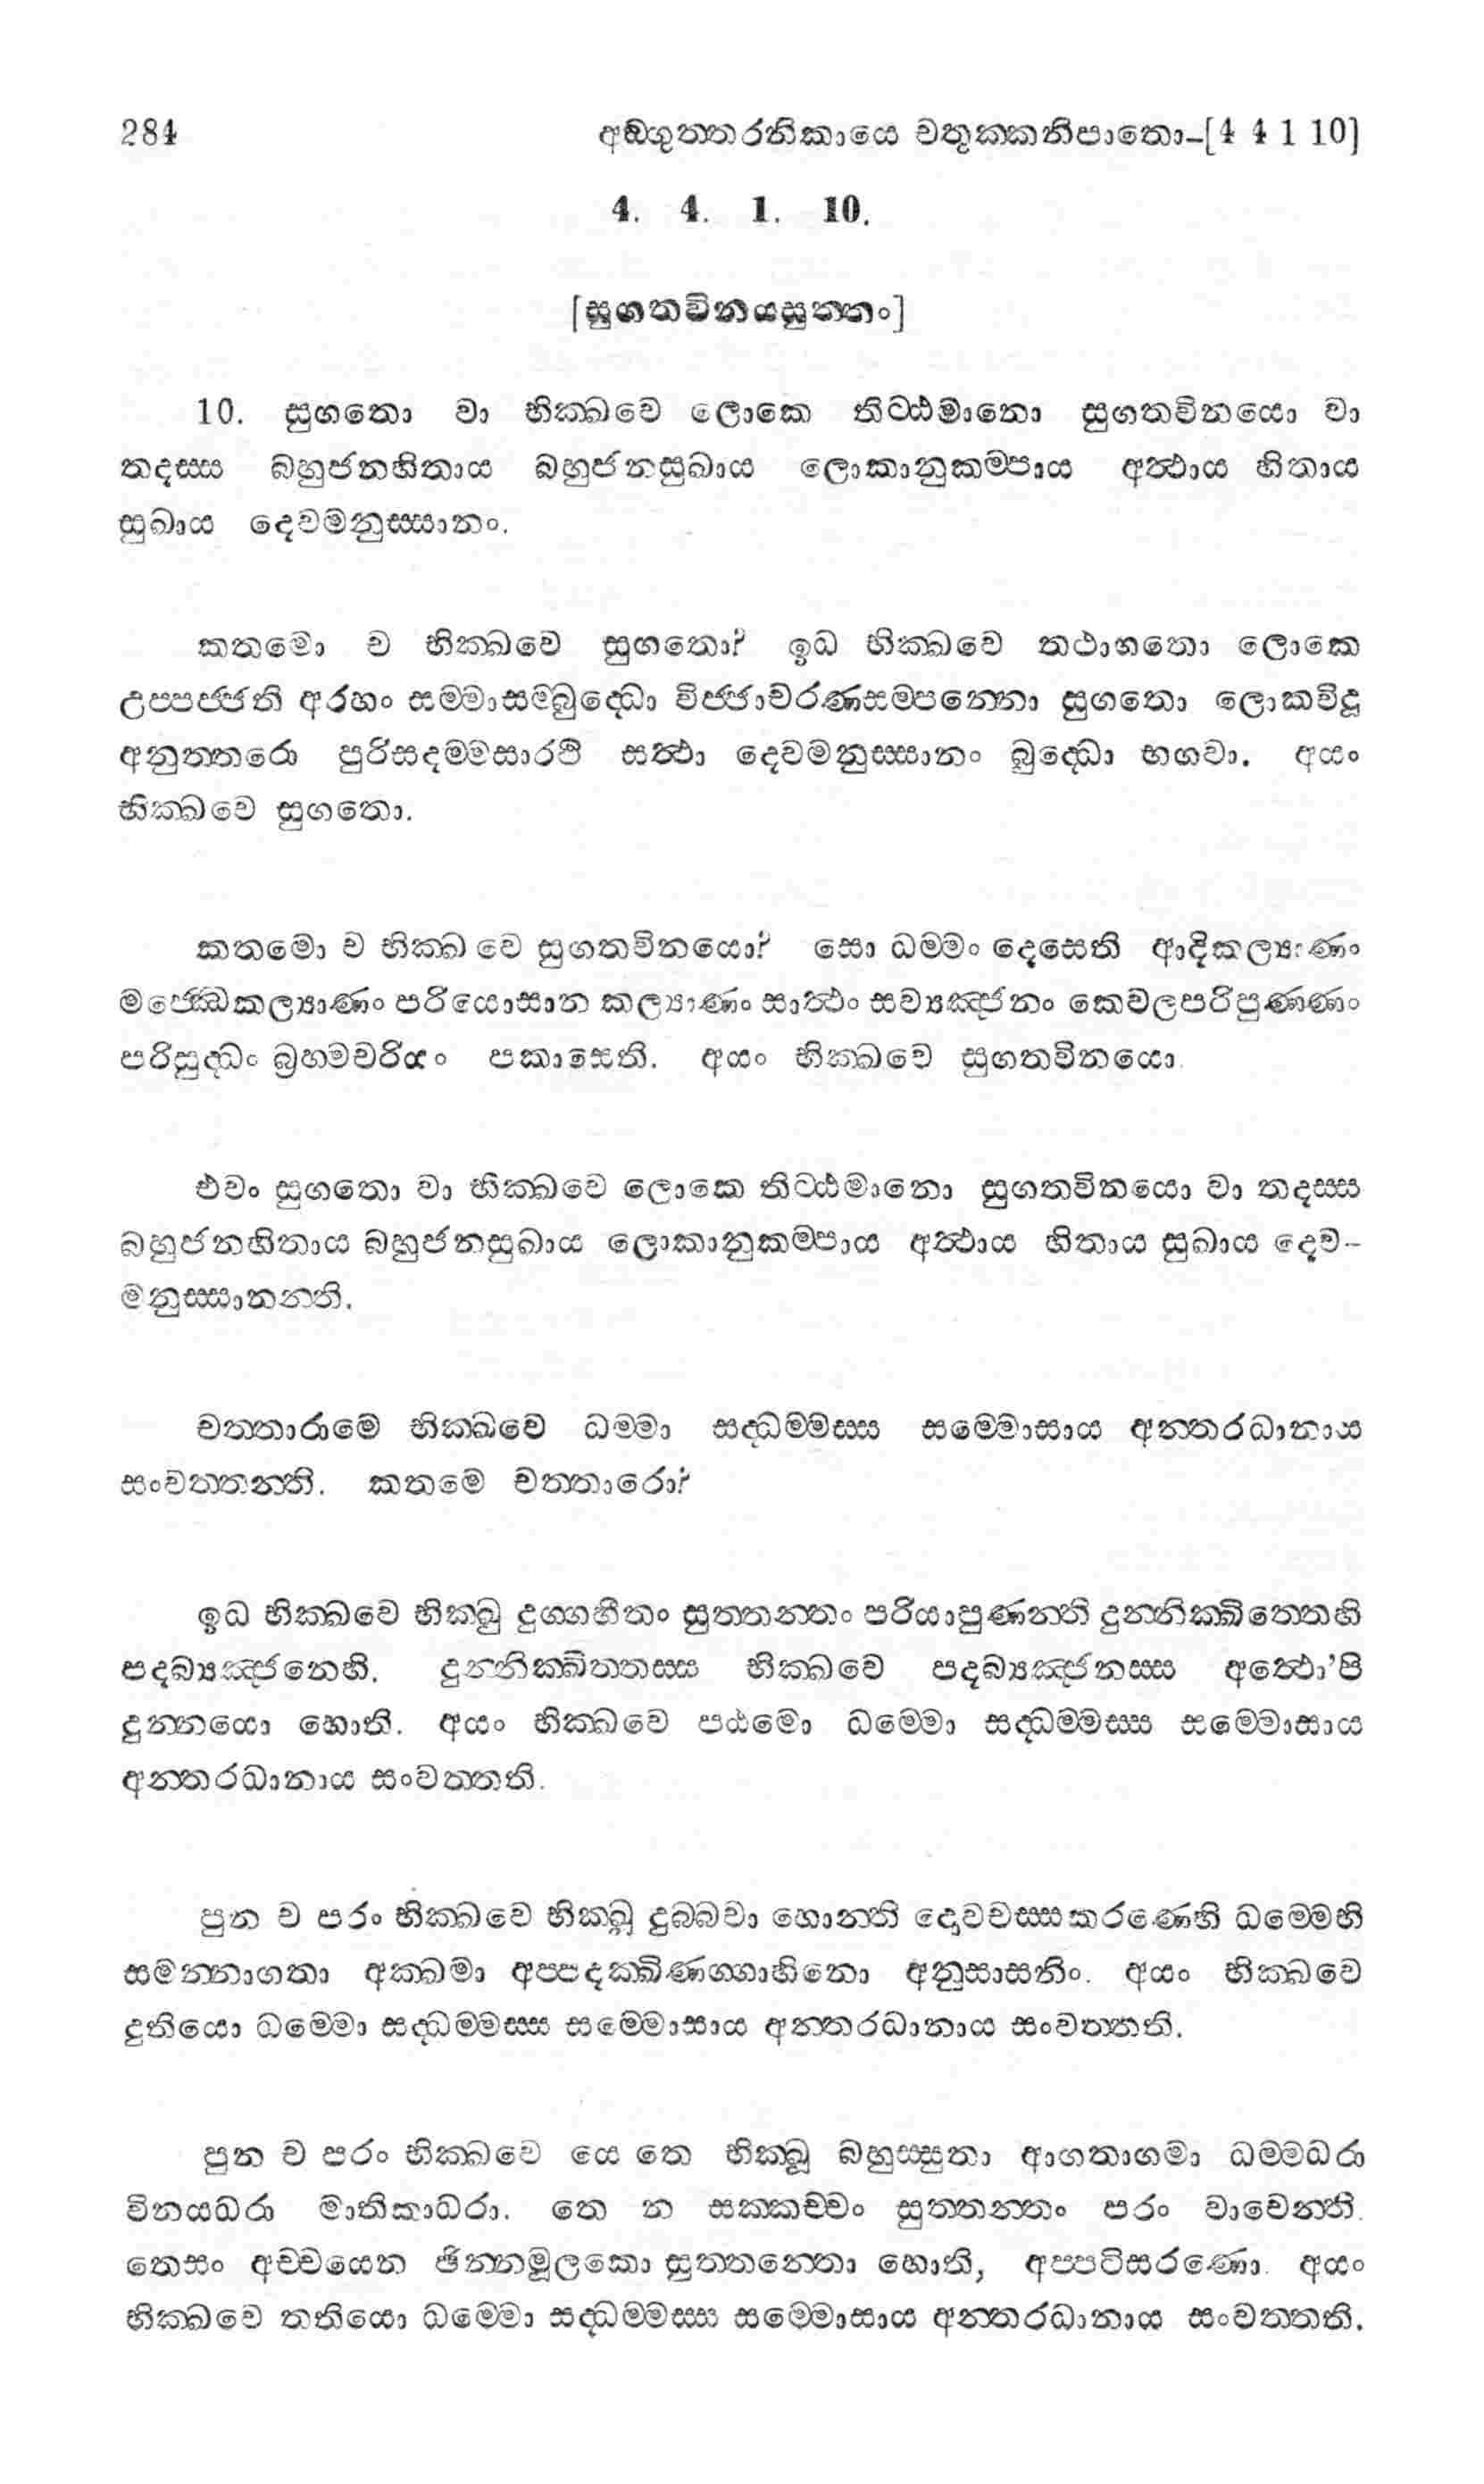 284 අඞ්ගුත්තරනිකායෙ චතුක්කනිපාතො-[4 4 1 10]
4. 4. 1. 10.
[සුගතවිනයසුත්තං]
10. සුගතො වා භික්ඛවෙ ලොකෙ තිට්ඨමානො සුගතවිනයො වා
තදස්ස බහුජනහිතාය බහුජනසුඛාය ලොකානුකම්පාය අත්ථාය හිතාය
සුඛාය දෙවමනුස්සානං.
කතමො ච භික්ඛවෙ සුගතො? ඉධ භික්ඛවෙ තථාගතො ලොකෙ
උප්පජ්ජති අරහං සම්මාසම්බුද්ධො විජ්ජාචරණසම්පන්නො සුගතො ලොකවිදූ
අනුත්තරො පුරිසදම්මසාරථි සත්ථා දෙවමනුස්සානං බුද්ධො භගවා. අයං
භික්ඛවෙ සුගතො.
කතමො ච භික්ඛවෙ සුගතවිනයො? සො ධම්මං දෙසෙති ආදිකල්‍යාණං
මජ්ඣෙකල්‍යාණං පරියොසාන කල්‍යාණං සාත්ථං සව්‍යඤ්ජනං කෙවලපරිපුණ්ණං
පරිසුද්ධං බ්‍රහ්මචරියං පකාසෙති. අයං භික්ඛවෙ සුගතවිනයො.
එවං සුගතො වා භික්ඛවෙ ලොකෙ තිට්ඨමානො සුගතවිනයො වා තදස්ස
බහුජනහිතාය බහුජනසුඛාය ලොකානුකම්පාය අත්ථාය හිතාය සුඛාය දෙව-
මනුස්සානන්ති.
චත්තාරොමෙ භික්ඛවෙ ධම්මා සද්ධම්මස්ස සම්මොසාය අන්තරධානාය
සංවත්තන්ති. කතමෙ චත්තාරො?
ඉධ භික්ඛවෙ භික්ඛූ දුග්ගහීතං සුත්තන්තං පරියාපුණන්ති දුන්නික්ඛිත්තෙහි
පදබ්‍යඤ්ජනෙහි. දුන්නික්ඛිත්තස්ස භික්ඛවෙ පදබ්‍යඤ්ජනස්ස අත්ථො'පි
දුන්නයො හොති. අයං භික්ඛවෙ පඨමො ධම්මො සද්ධම්මස්ස සම්මොසාය
අන්තරධානාය සංවත්තති.
පුන ච පරං භික්ඛවෙ භික්ඛූ දුබ්බචා හොන්ති දොවචස්සකරණෙහි ධම්මෙහි
සමන්නාගතා අක්ඛමා අප්පදක්ඛිණග්ගාහිනො අනුසාසනිං. අයං භික්ඛවෙ
දුතියො ධම්මො සද්ධම්මස්ස සම්මොසාය අන්තරධානාය සංවත්තති.
පුන ච පරං භික්ඛවෙ යෙ තෙ භික්ඛූ බහුස්සුතා ආගතාගමා ධම්මධරා
විනයධරා මාතිකාධරා. තෙ න සක්කච්චං සුත්තන්තං පරං වාචෙන්ති.
තෙසං අච්චයෙන ඡින්නමූලකො සුත්තන්තො හොති, අප්පටිසරණො. අයං
භික්ඛවෙ තතියො ධම්මො සද්ධම්මස්ස සම්මොසාය අන්තරධානාය සංවත්තති.